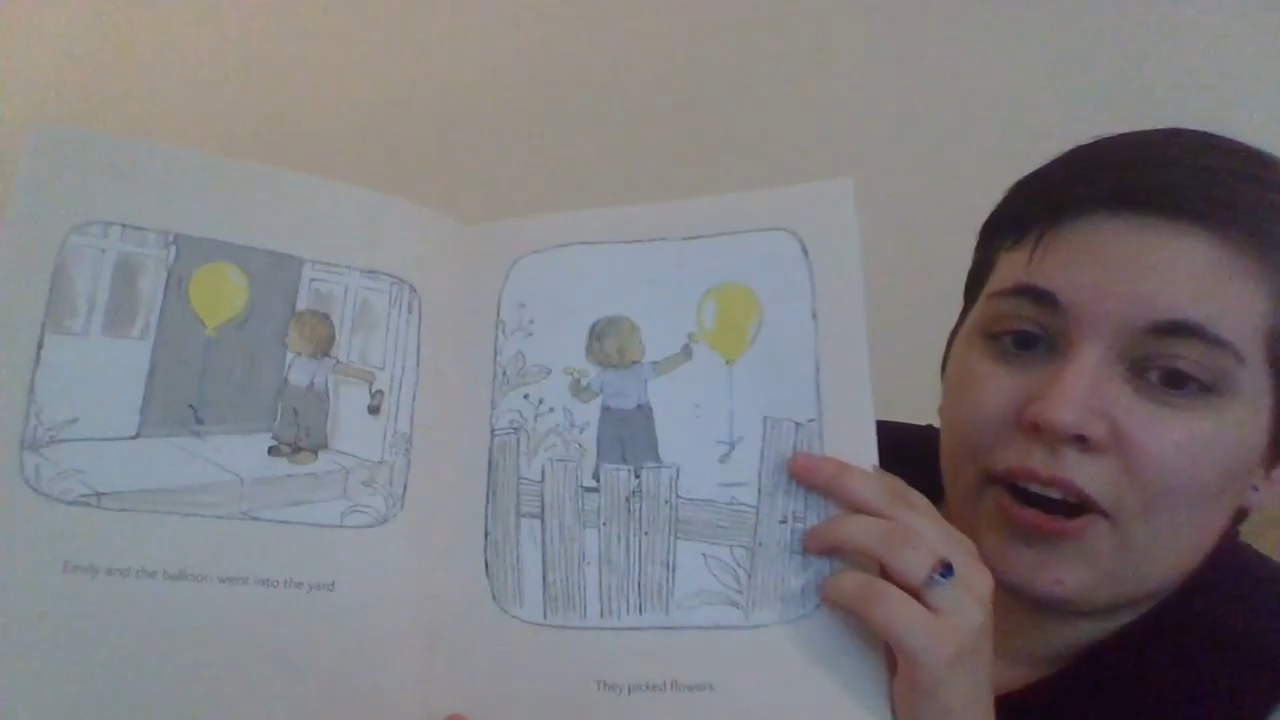 Emily and the balloon went into the yard.
They picked flowers.